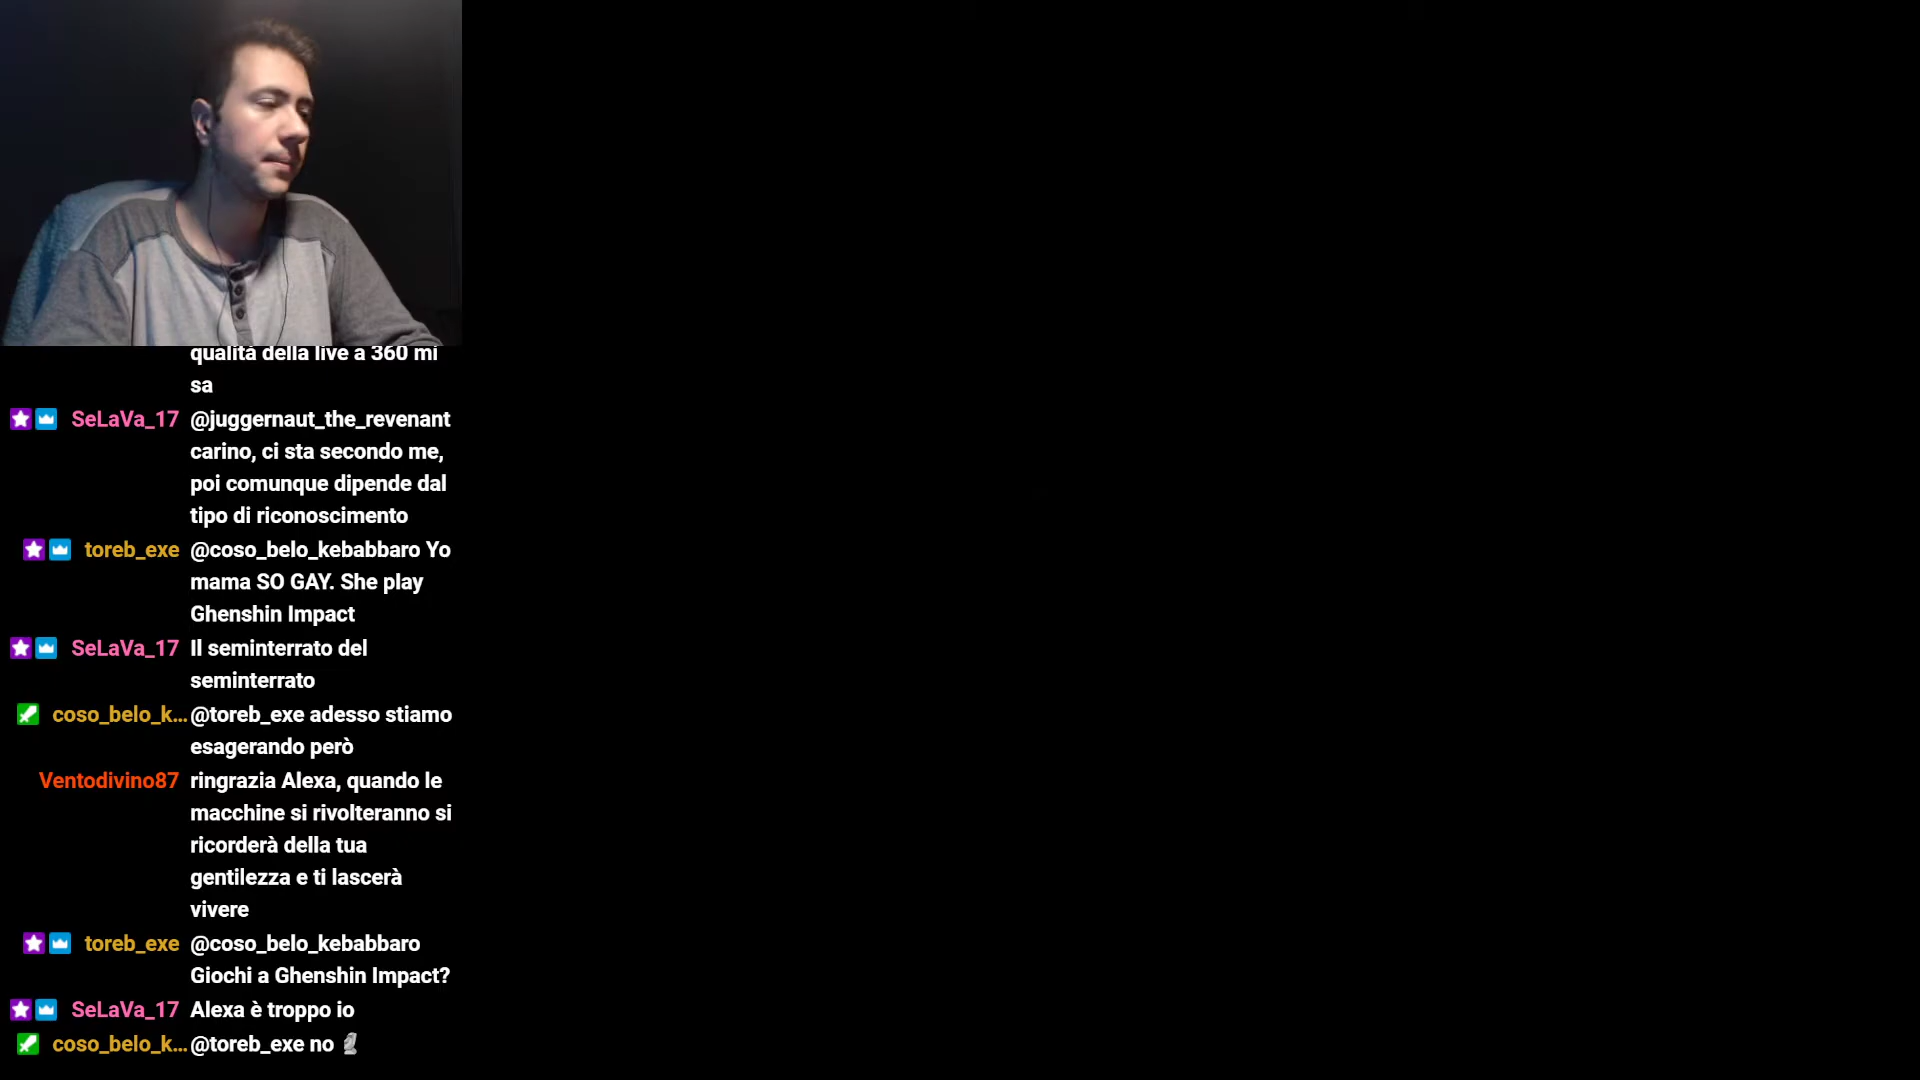 qualità della live a 360 mi
sa
SeLaVa_17 @juggernaut_the_revenant
carino, ci sta secondo me,
poi comunque dipende dal
tipo di riconoscimento
toreb_exe @coso_belo_kebabbaro Yo
mama SO GAY. She play
Ghenshin Impact
SeLaVa_17 Il seminterrato del
seminterrato
coso_belo_k... @toreb_exe adesso stiamo
esagerando però
Ventodivino87 ringrazia Alexa, quando le
macchine si rivolteranno si
ricorderà della tua
gentilezza e ti lascerà
vivere
toreb_exe @coso_belo_kebabbaro
Giochi a Ghenshin Impact?
SeLaVa_17 Alexa è troppo io
coso_belo_k... @toreb_exe no 🗿